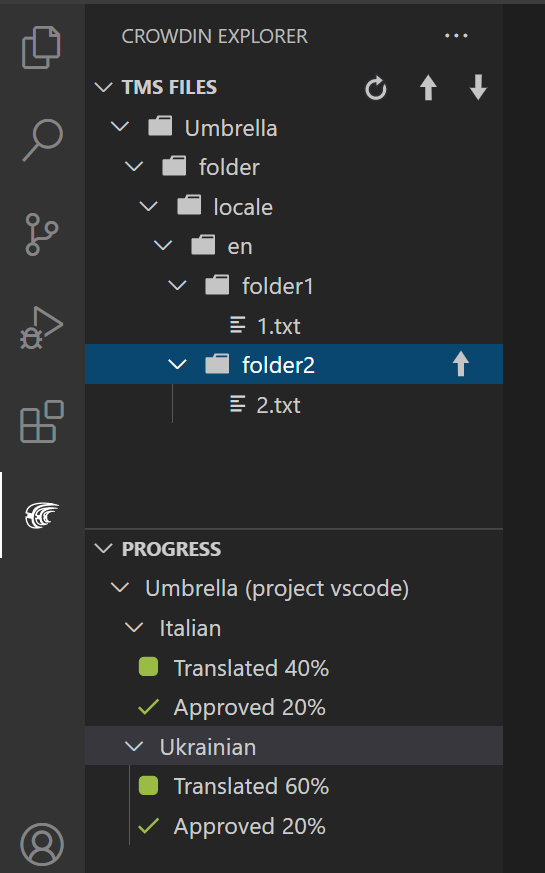 CROWDIN EXPLORER
TMS FILES
Umbrella
folder
locale
en
folder1
1.txt
folder2
2.txt
PROGRESS
Umbrella (project vscode)
Italian
Translated 40%
Approved 20%
Ukrainian
Translated 60%
Approved 20%